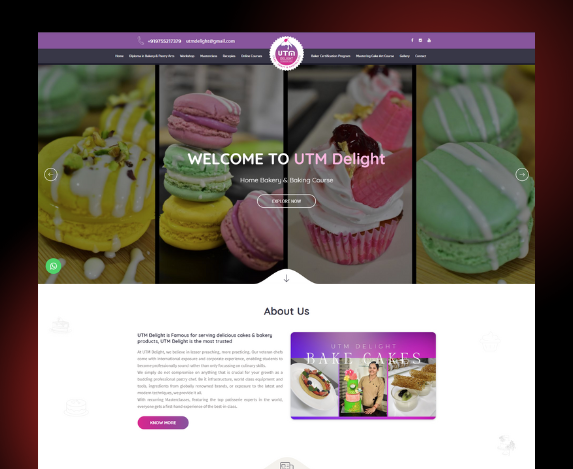 +919755217379 utmdelight@gmail.com
Home Diploma in Bakery & Pastry Arts Workshop Masterclass Services Online Courses
UTM
DELIGHT
Baker Certification Program Mastering Cake Art Course Gallery Contact
WELCOME TO UTM Delight
Home Bakery & Baking Course
EXPLORE NOW
About Us
UTM Delight is Famous for serving delicious cakes & bakery
products, UTM Delight is the most trusted
At UTM Delight, we believe in lesser preaching, more practicing. Our veteran chefs
come with immense exposure and corporate experience, enabling students to
become professionally sound rather than only focussing on culinary skills.
We simply do not compromise on anything that is crucial for your growth as a
budding professional pastry chef. Be it infrastructure, world class equipment and
tools, ingredients from globally renowned brands, or exposure to the latest and
modern techniques, we provide it all.
With recurring Masterclasses, featuring the top patisserie experts in the world,
everyone gets a first-hand experience of the best-in-class.
KNOW MORE
UTM DELIGHT
BAKE CAKES